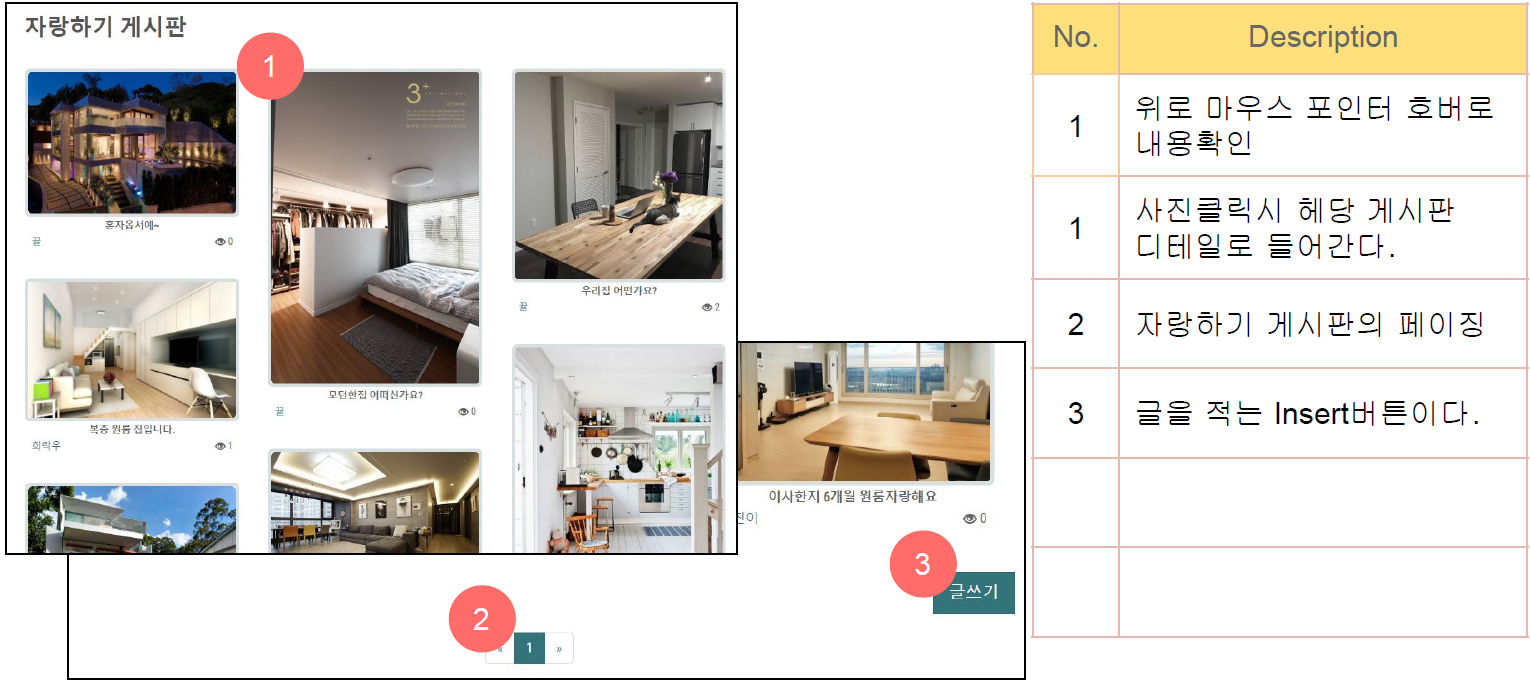 자랑하기 게시판
1
3+
혼자옵서예~
끌
0
모던한집 어떠신가요?
끌
0
우리집 어떤가요?
끌
2
복층 원룸 집입니다.
희락우
1
이사한지 6개월 원룸자랑해요
진이
0
3
글쓰기
2
« 1 »
No. Description
1 위로 마우스 포인터 호버로
내용확인
1 사진클릭시 헤당 게시판
디테일로 들어간다.
2 자랑하기 게시판의 페이징
3 글을 적는 Insert버튼이다.